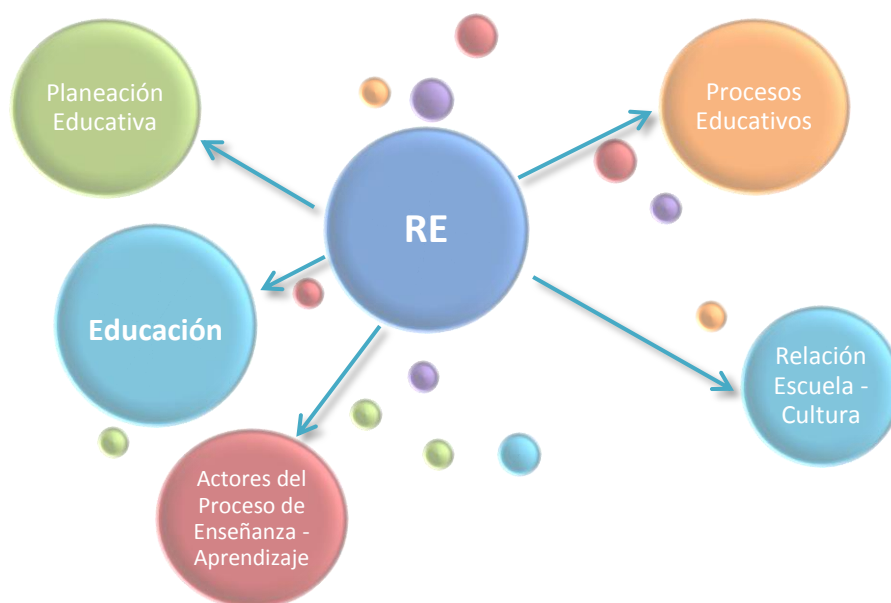 Planeación
Educativa
Procesos
Educativos
RE
Educación
Relación
Escuela -
Cultura
Actores del
Proceso de
Enseñanza -
Aprendizaje